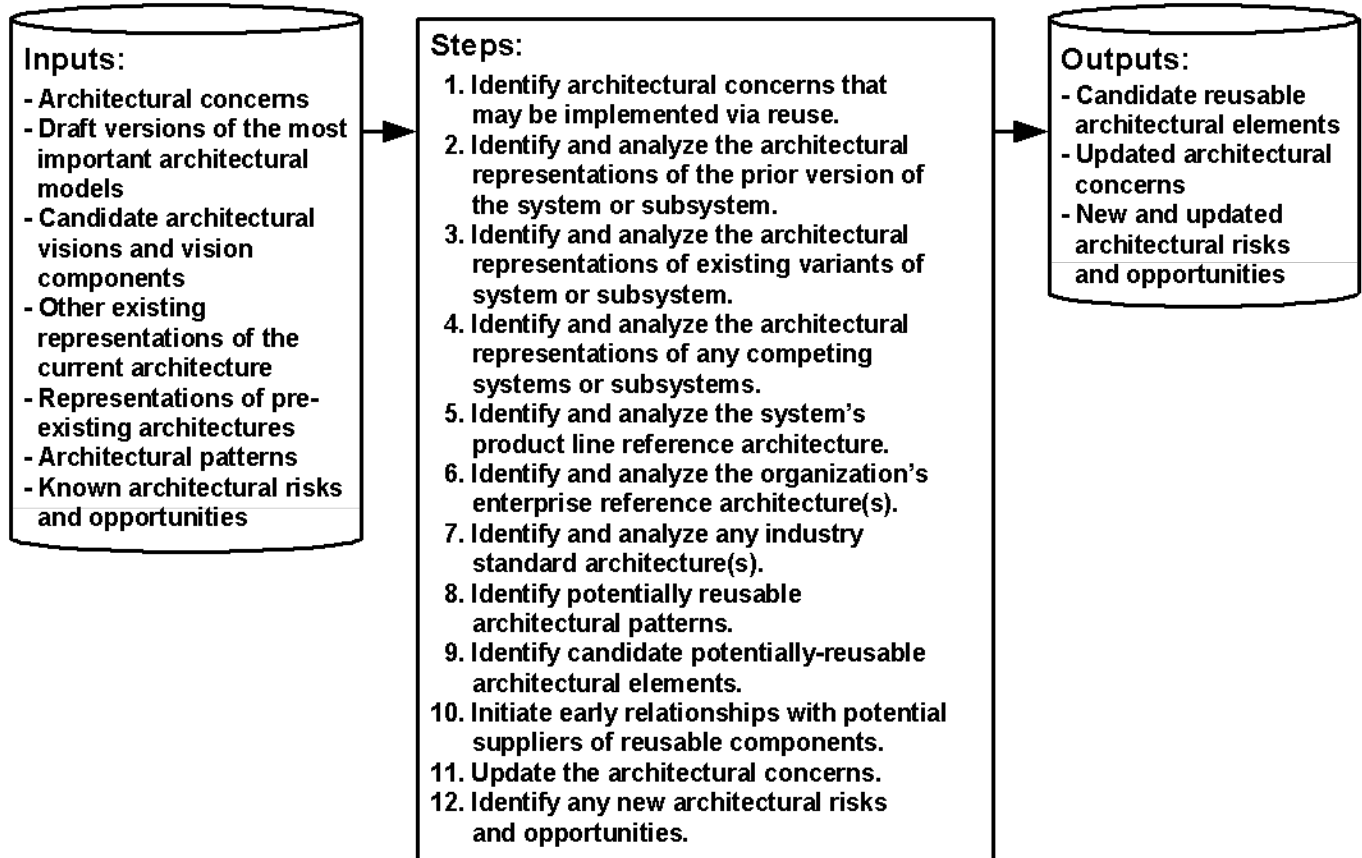 Inputs:
- Architectural concerns
- Draft versions of the most
important architectural
models
- Candidate architectural
visions and vision
components
- Other existing
representations of the
current architecture
- Representations of pre-
existing architectures
- Architectural patterns
- Known architectural risks
and opportunities
Steps:
1. Identify architectural concerns that
may be implemented via reuse.
2. Identify and analyze the architectural
representations of the prior version of
the system or subsystem.
3. Identify and analyze the architectural
representations of existing variants of
system or subsystem.
4. Identify and analyze the architectural
representations of any competing
systems or subsystems.
5. Identify and analyze the system’s
product line reference architecture.
6. Identify and analyze the organization’s
enterprise reference architecture(s).
7. Identify and analyze any industry
standard architecture(s).
8. Identify potentially reusable
architectural patterns.
9. Identify candidate potentially-reusable
architectural elements.
10. Initiate early relationships with potential
suppliers of reusable components.
11. Update the architectural concerns.
12. Identify any new architectural risks
and opportunities.
Outputs:
- Candidate reusable
architectural elements
- Updated architectural
concerns
- New and updated
architectural risks
and opportunities